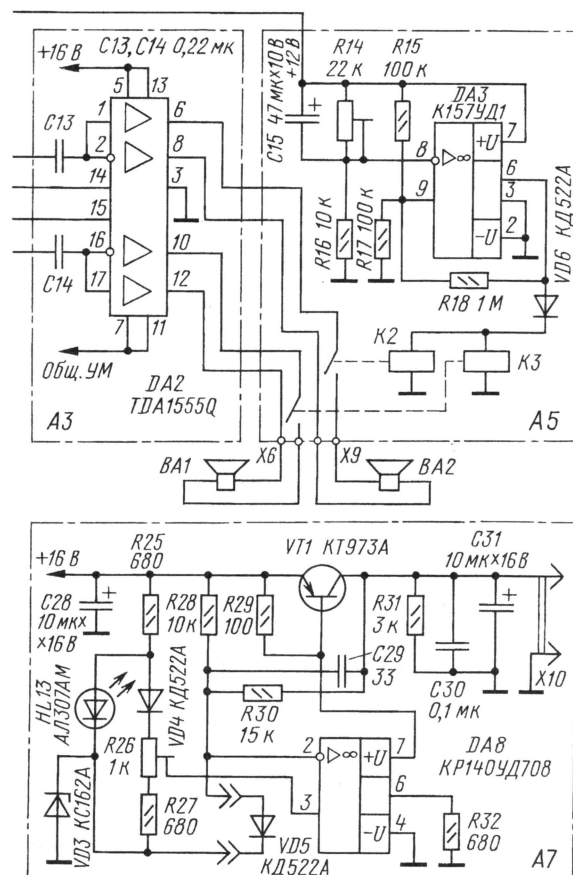 +16 В
C13, C14 0,22 мк
5
13
1
2
14
15
16
17
6
8
3
10
12
7
11
C13
C14
Общ. УМ
DA2
TDA1555Q
A3
C15 47 мк×10 В
+12 В
R14
22 к
R15
100 к
DA3
К157УД1
8
9
▷∞
+U
-U
7
6
3
2
R16 10 к
R17 100 к
R18 1 М
VD6 КД522А
K2
K3
A5
BA1
X6
X9
BA2
+16 В
R25
680
VT1 КТ973А
C31
10 мк×16 В
C28
10 мк×
×16 В
R28
10к
R29
100
R31
3 к
C29
33
C30
0,1 мк
X10
HL13
АЛ307АМ
VD4 КД522А
R30
15 к
R26
1 к
R27
680
VD3 КС162А
VD5
КД522А
2
3
▷∞
+U
-U
7
6
4
DA8
КР140УД708
R32
680
A7